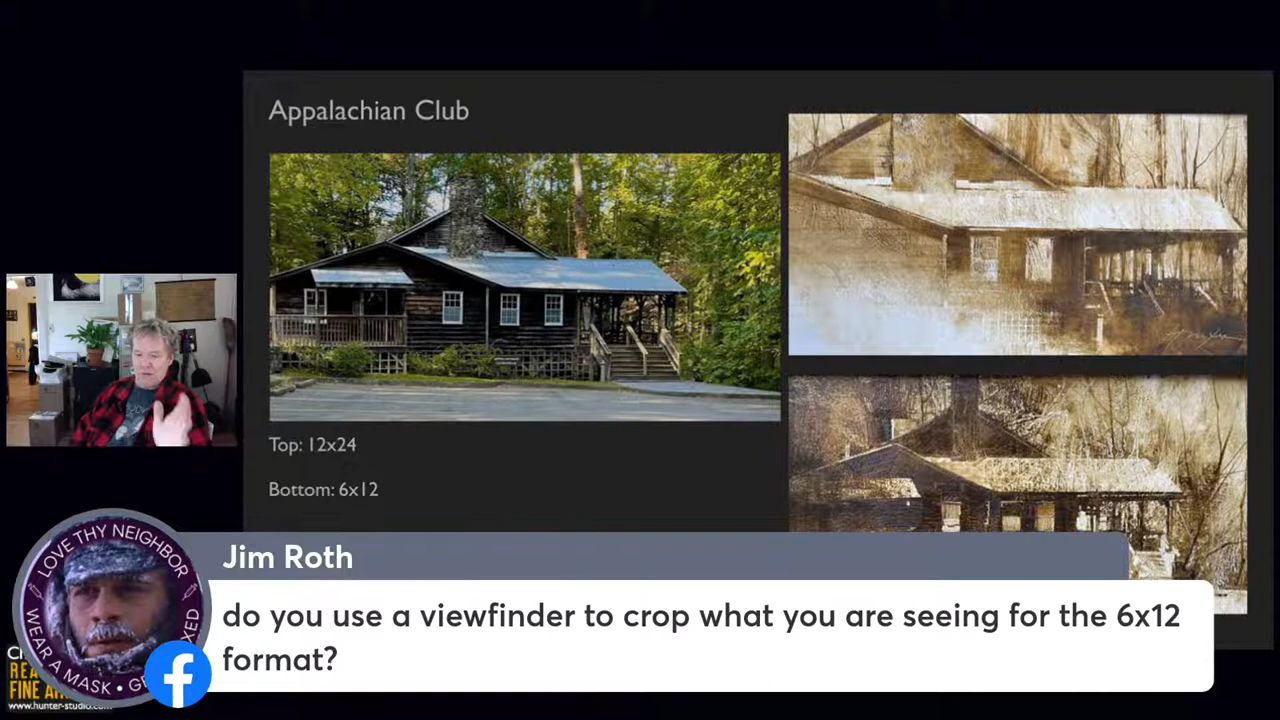 Appalachian Club
Top: 12x24
Bottom: 6x12
LOVE THY NEIGHBOR
WEAR A MASK •
Jim Roth
do you use a viewfinder to crop what you are seeing for the 6x12
format?
FINE
www.hunter-studio.com